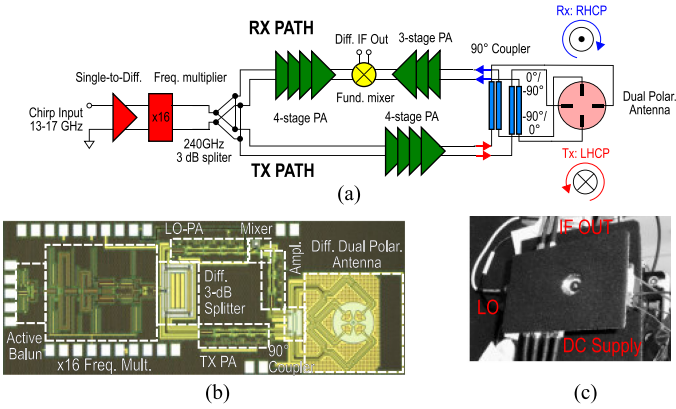 RX PATH
Rx: RHCP
Diff. IF Out
3-stage PA
90° Coupler
Single-to-Diff.
Freq. multiplier
Chirp Input
13-17 GHz
x16
4-stage PA
Fund. mixer
4-stage PA
0°/
-90°
-90°/
0°
Dual Polar.
Antenna
240GHz
3 dB spliter
TX PATH
Tx: LHCP
(a)
LO-PA
Mixer
Ampl.
Diff. Dual Polar.
Antenna
Diff.
3-dB
Splitter
Active
Balun
x16 Freq. Mult.
TX PA
90°
Coupler
(b)
IF OUT
LO
DC Supply
(c)